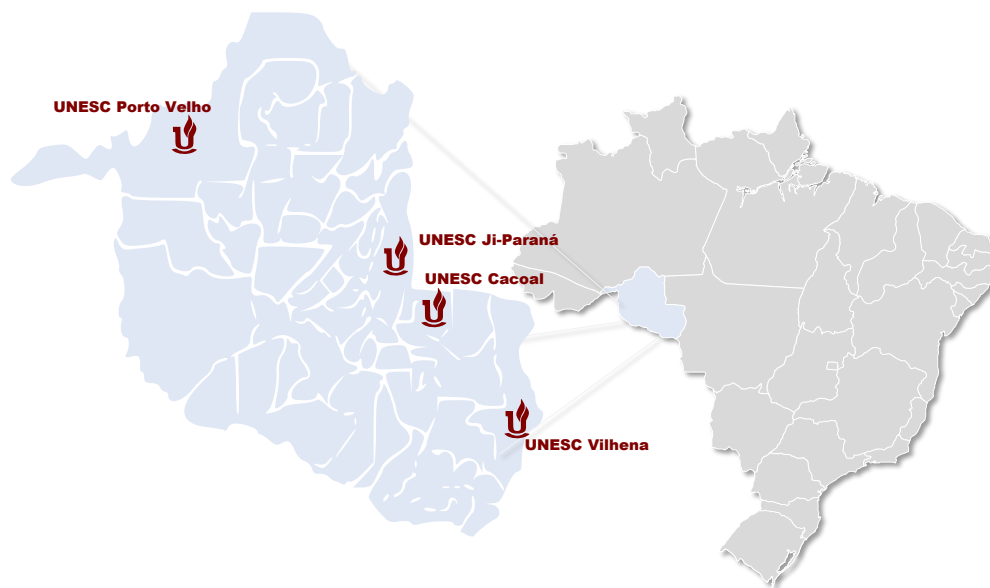 UNESC Porto Velho
UNESC Ji-Paraná
UNESC Cacoal
UNESC Vilhena